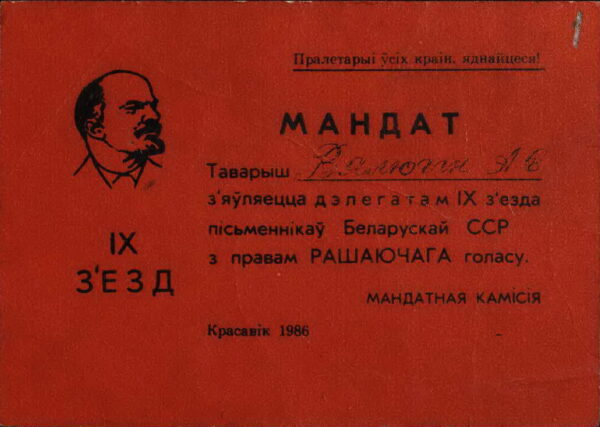 Пралетарыі ўсіх краін, яднайцеся!
МАНДАТ
Таварыш
з'яўляецца дэлегатам IX з'езда
пісьменнікаў Беларускай ССР
з правам РАШАЮЧАГА голасу.
МАНДАТНАЯ КАМІСІЯ
Красавік 1986
IX
З'ЕЗД